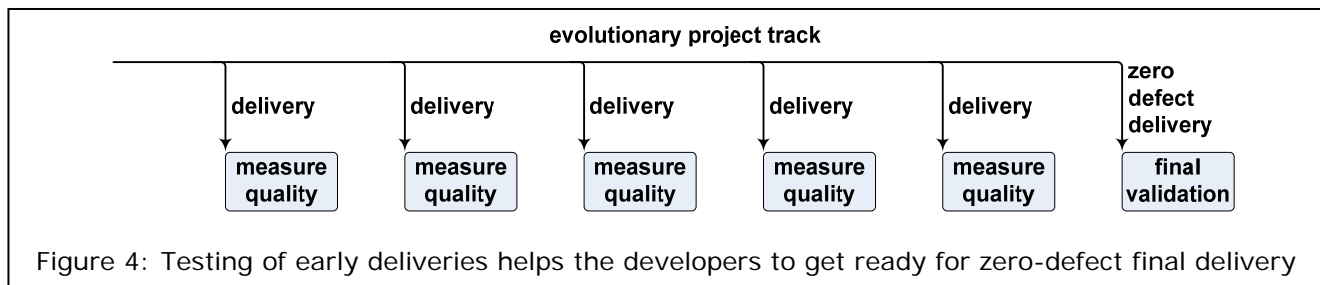 evolutionary project track
delivery
delivery
delivery
delivery
delivery
zero
defect
delivery
measure
quality
measure
quality
measure
quality
measure
quality
measure
quality
final
validation
Figure 4: Testing of early deliveries helps the developers to get ready for zero-defect final delivery